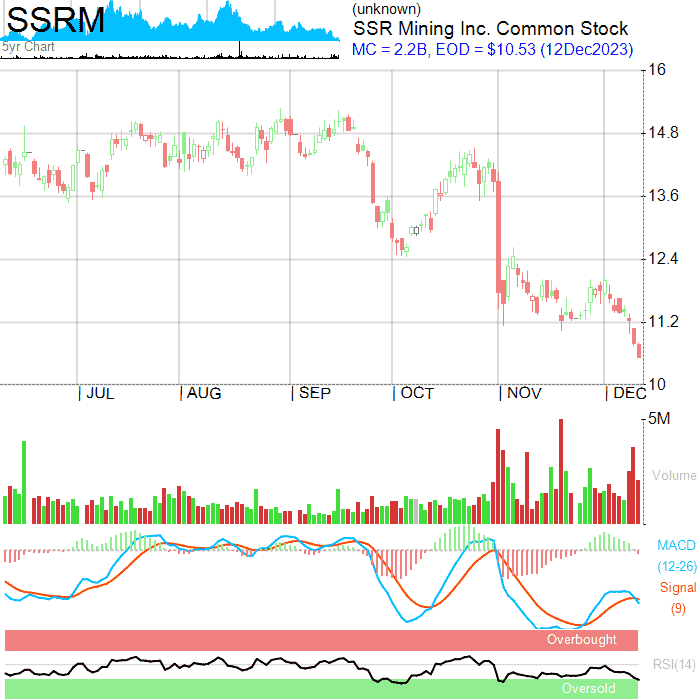 SSRM
5yr Chart
(unknown)
SSR Mining Inc. Common Stock
MC = 2.2B, EOD = $10.53 (12Dec2023)
16
14.8
13.6
12.4
11.2
10
JUL AUG SEP OCT NOV DEC
5M
Volume
MACD
(12-26)
Signal
(9)
Overbought
RSI(14)
Oversold